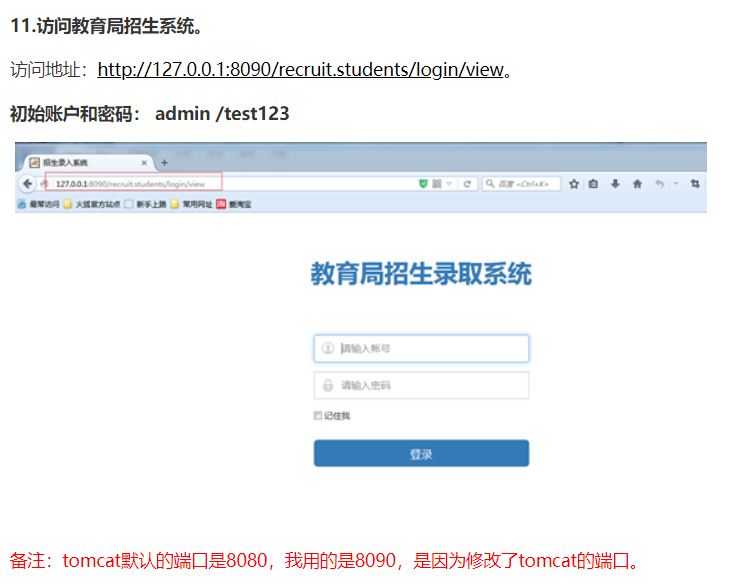 11.访问教育局招生系统。
访问地址：http://127.0.0.1:8090/recruit.students/login/view。
初始账户和密码： admin /test123
招生录入系统 × +
127.0.0.1:8090/recruit.students/login/view 百度 <Ctrl+K>
最常访问 火狐官方站点 新手上路 常用网址 爱淘宝
教育局招生录取系统
请输入帐号
请输入密码
记住我
登录
备注：tomcat默认的端口是8080，我用的是8090，是因为修改了tomcat的端口。